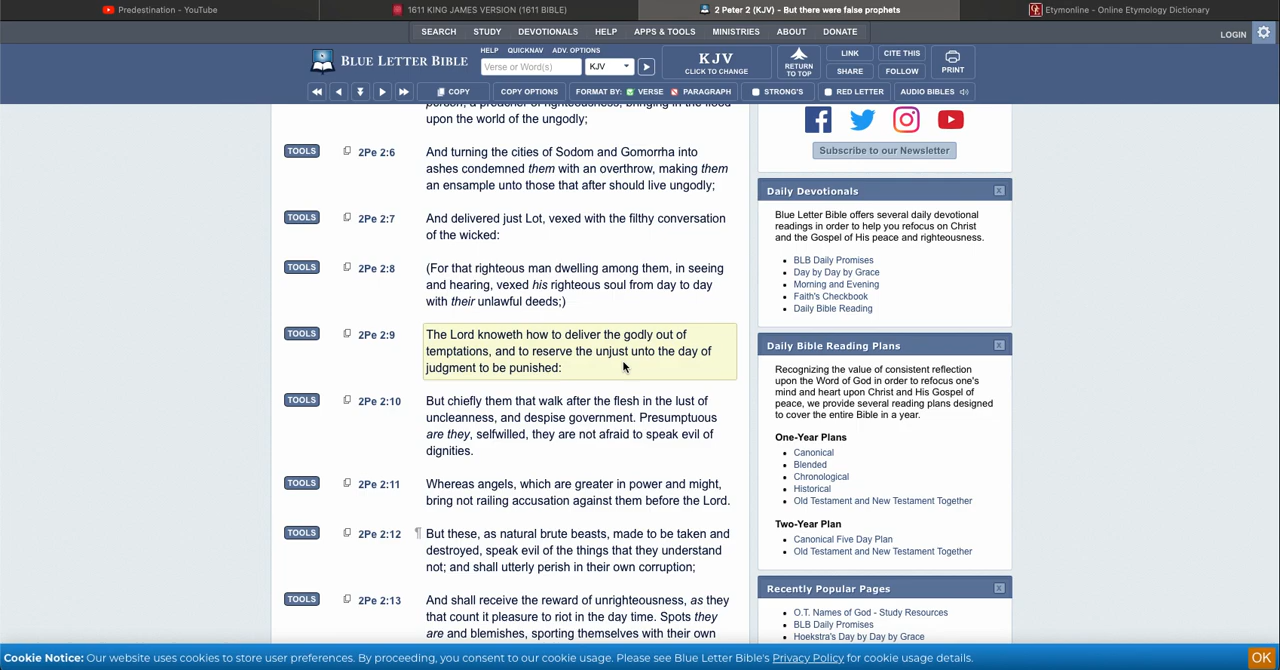 Predestination - YouTube
1611 KING JAMES VERSION (1611 BIBLE)
2 Peter 2 (KJV) - But there were false prophets
Etymonline - Online Etymology Dictionary
SEARCH STUDY DEVOTIONALS HELP APPS & TOOLS MINISTRIES ABOUT DONATE
LOGIN
BLUE LETTER BIBLE
HELP QUICKNAV ADV. OPTIONS
Verse or Word(s) KJV
KJV
CLICK TO CHANGE
RETURN
TO TOP
LINK CITE THIS
SHARE FOLLOW
PRINT
COPY COPY OPTIONS FORMAT BY: VERSE PARAGRAPH STRONG'S RED LETTER AUDIO BIBLES
person, a preacher of righteousness, bringing in the flood
upon the world of the ungodly;
TOOLS 2Pe 2:6 And turning the cities of Sodom and Gomorrha into
ashes condemned them with an overthrow, making them
an ensample unto those that after should live ungodly;
TOOLS 2Pe 2:7 And delivered just Lot, vexed with the filthy conversation
of the wicked:
TOOLS 2Pe 2:8 (For that righteous man dwelling among them, in seeing
and hearing, vexed his righteous soul from day to day
with their unlawful deeds;)
TOOLS 2Pe 2:9 The Lord knoweth how to deliver the godly out of
temptations, and to reserve the unjust unto the day of
judgment to be punished:
TOOLS 2Pe 2:10 But chiefly them that walk after the flesh in the lust of
uncleanness, and despise government. Presumptuous
are they, selfwilled, they are not afraid to speak evil of
dignities.
TOOLS 2Pe 2:11 Whereas angels, which are greater in power and might,
bring not railing accusation against them before the Lord.
TOOLS 2Pe 2:12 ¶ But these, as natural brute beasts, made to be taken and
destroyed, speak evil of the things that they understand
not; and shall utterly perish in their own corruption;
TOOLS 2Pe 2:13 And shall receive the reward of unrighteousness, as they
that count it pleasure to riot in the day time. Spots they
are and blemishes, sporting themselves with their own
Subscribe to our Newsletter
Daily Devotionals x
Blue Letter Bible offers several daily devotional
readings in order to help you refocus on Christ
and the Gospel of His peace and righteousness.
BLB Daily Promises
Day by Day by Grace
Morning and Evening
Faith's Checkbook
Daily Bible Reading
Daily Bible Reading Plans x
Recognizing the value of consistent reflection
upon the Word of God in order to refocus one's
mind and heart upon Christ and His Gospel of
peace, we provide several reading plans designed
to cover the entire Bible in a year.
One-Year Plans
Canonical
Blended
Chronological
Historical
Old Testament and New Testament Together
Two-Year Plan
Canonical Five Day Plan
Old Testament and New Testament Together
Recently Popular Pages x
O.T. Names of God - Study Resources
BLB Daily Promises
Hoekstra's Day by Day by Grace
Cookie Notice: Our website uses cookies to store user preferences. By proceeding, you consent to our cookie usage. Please see Blue Letter Bible's Privacy Policy for cookie usage details.
OK